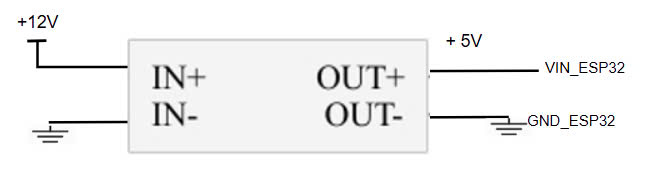 +12V
+ 5V
IN+
OUT+
VIN_ESP32
IN-
OUT-
GND_ESP32